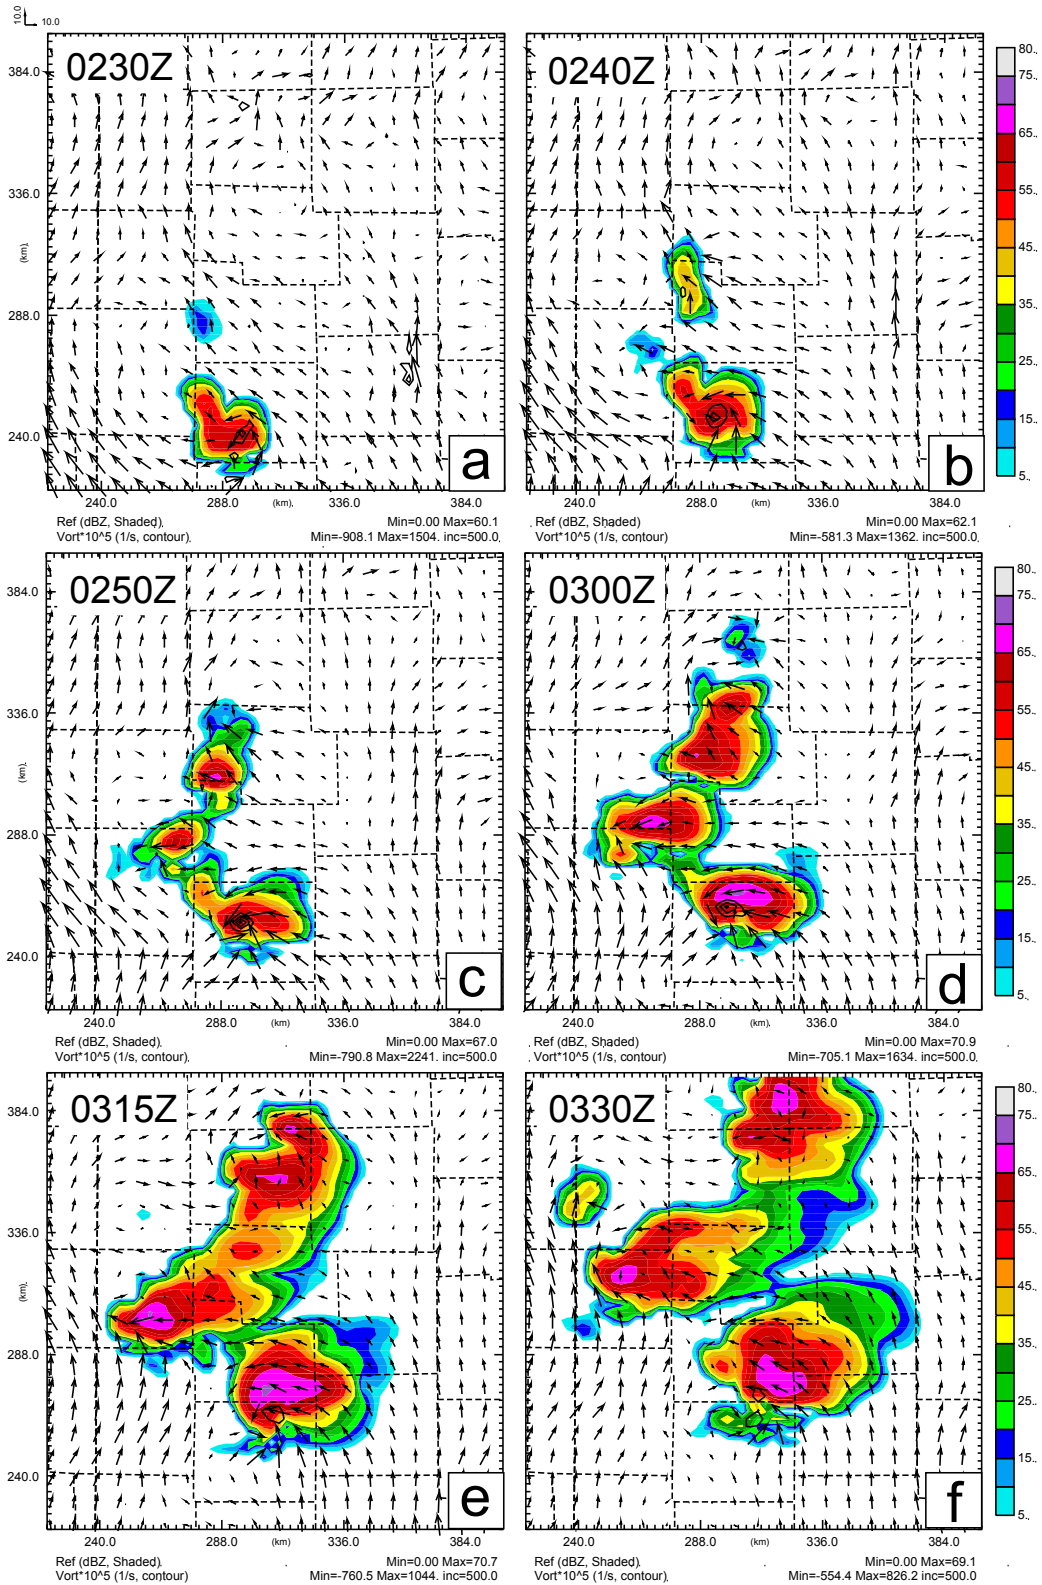 10.0
10.0
0230Z
0240Z
384.0
336.0
(km)
288.0
240.0
a
b
240.0 288.0 (km) 336.0 384.0
240.0 288.0 (km) 336.0 384.0
80.
75.
65.
55.
45.
35.
25.
15.
5.
Ref (dBZ, Shaded) Min=0.00 Max=60.1
Vort*10^5 (1/s, contour) Min=-908.1 Max=1504. inc=500.0
Ref (dBZ, Shaded) Min=0.00 Max=62.1
Vort*10^5 (1/s, contour) Min=-581.3 Max=1362. inc=500.0
0250Z
0300Z
384.0
336.0
(km)
288.0
240.0
c
d
240.0 288.0 (km) 336.0 384.0
240.0 288.0 (km) 336.0 384.0
80.
75.
65.
55.
45.
35.
25.
15.
5.
Ref (dBZ, Shaded) Min=0.00 Max=67.0
Vort*10^5 (1/s, contour) Min=-790.8 Max=2241. inc=500.0
Ref (dBZ, Shaded) Min=0.00 Max=70.9
Vort*10^5 (1/s, contour) Min=-705.1 Max=1634. inc=500.0
0315Z
0330Z
384.0
336.0
(km)
288.0
240.0
e
f
240.0 288.0 (km) 336.0 384.0
240.0 288.0 (km) 336.0 384.0
80.
75.
65.
55.
45.
35.
25.
15.
5.
Ref (dBZ, Shaded) Min=0.00 Max=70.7
Vort*10^5 (1/s, contour) Min=-760.5 Max=1044. inc=500.0
Ref (dBZ, Shaded) Min=0.00 Max=69.1
Vort*10^5 (1/s, contour) Min=-554.4 Max=826.2 inc=500.0